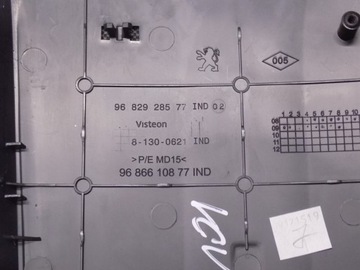 005
96 829 285 77 IND 02
Visteon
8-130-0621 IND
>P/E MD15<
96 866 108 77 IND
1 2 3 4 5 6 7 8 9 10
08
09
10
11
12